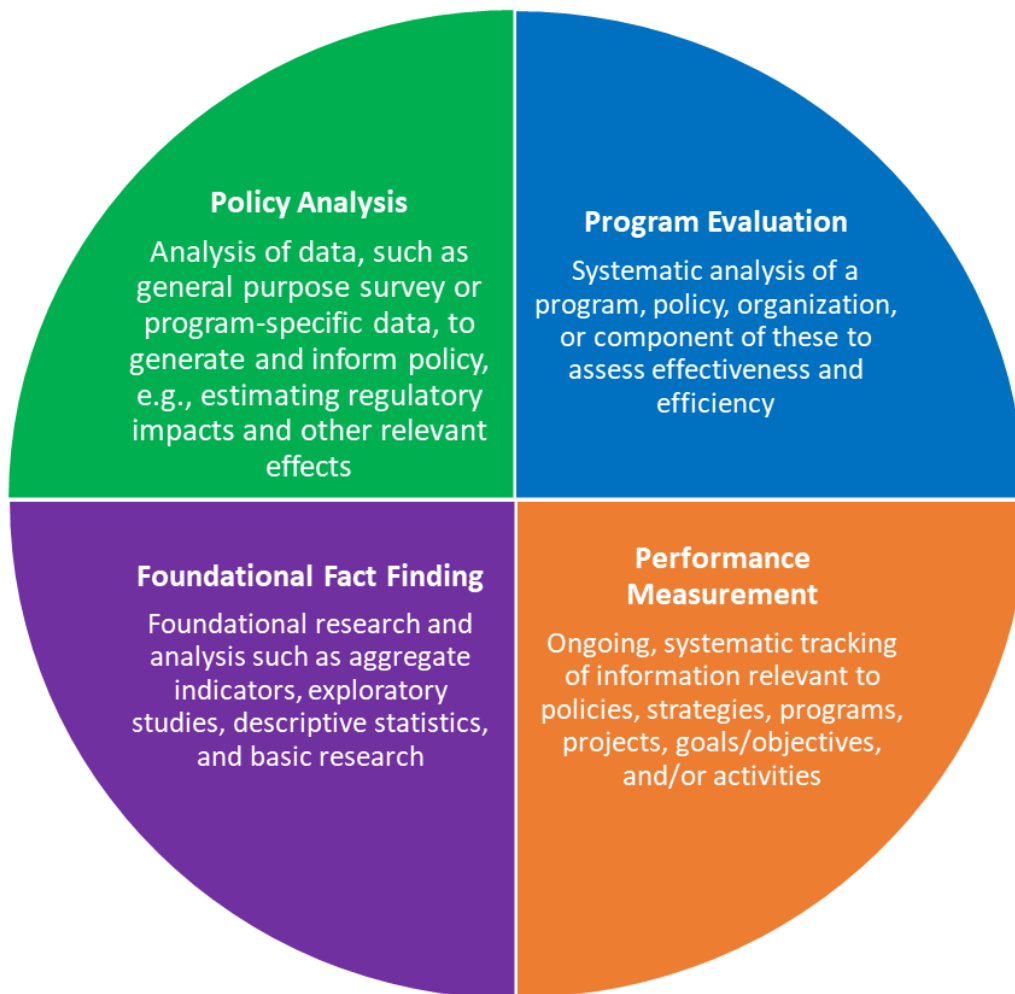 Policy Analysis
Analysis of data, such as
general purpose survey or
program-specific data, to
generate and inform policy,
e.g., estimating regulatory
impacts and other relevant
effects
Program Evaluation
Systematic analysis of a
program, policy, organization,
or component of these to
assess effectiveness and
efficiency
Foundational Fact Finding
Foundational research and
analysis such as aggregate
indicators, exploratory
studies, descriptive statistics,
and basic research
Performance
Measurement
Ongoing, systematic tracking
of information relevant to
policies, strategies, programs,
projects, goals/objectives,
and/or activities